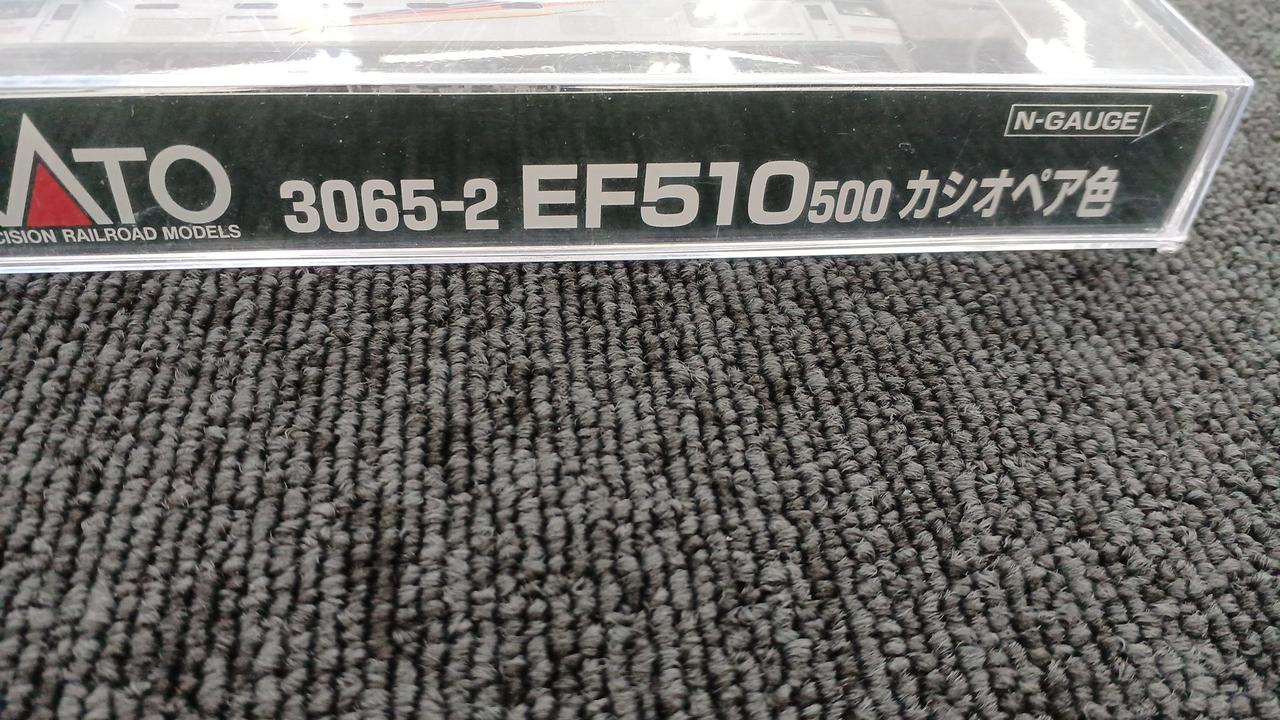 N-GAUGE
ATO 3065-2 EF510 500 カシオペア色
CISION RAILROAD MODELS